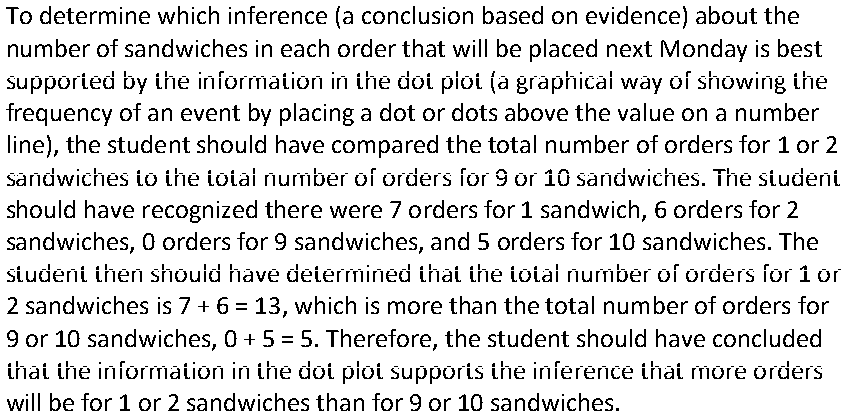 To determine which inference (a conclusion based on evidence) about the
number of sandwiches in each order that will be placed next Monday is best
supported by the information in the dot plot (a graphical way of showing the
frequency of an event by placing a dot or dots above the value on a number
line), the student should have compared the total number of orders for 1 or 2
sandwiches to the total number of orders for 9 or 10 sandwiches. The student
should have recognized there were 7 orders for 1 sandwich, 6 orders for 2
sandwiches, 0 orders for 9 sandwiches, and 5 orders for 10 sandwiches. The
student then should have determined that the total number of orders for 1 or
2 sandwiches is 7 + 6 = 13, which is more than the total number of orders for
9 or 10 sandwiches, 0 + 5 = 5. Therefore, the student should have concluded
that the information in the dot plot supports the inference that more orders
will be for 1 or 2 sandwiches than for 9 or 10 sandwiches.